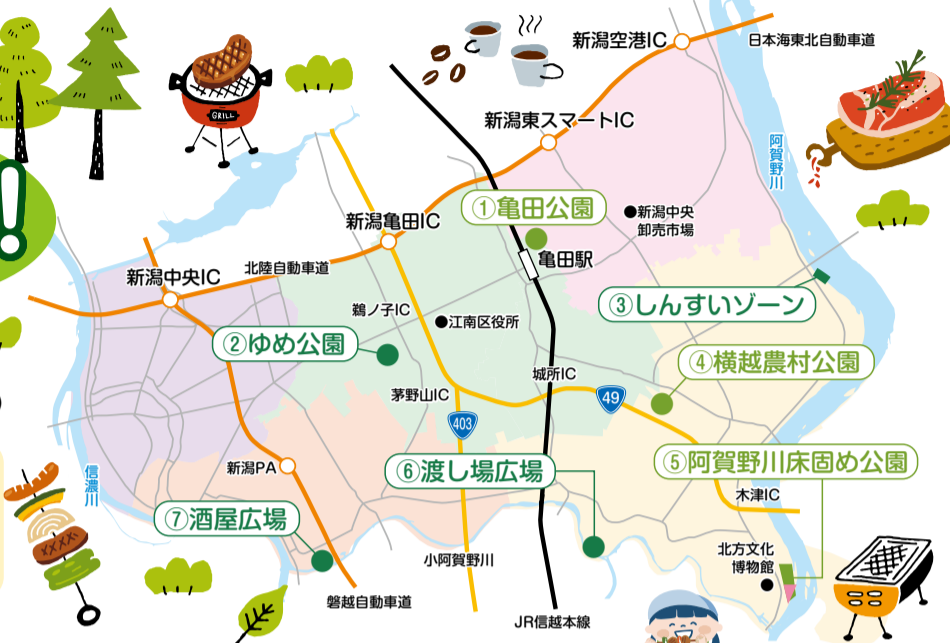 新潟空港IC
日本海東北自動車道
GRILL
新潟東スマートIC
阿賀野川
①亀田公園
新潟中央
卸売市場
新潟亀田IC
亀田駅
新潟中央IC
北陸自動車道
③しんすいゾーン
鵜ノ子IC
江南区役所
②ゆめ公園
④横越農村公園
城所IC
茅野山IC
49
403
⑤阿賀野川床固め公園
新潟PA
⑥渡し場広場
信濃川
木津IC
⑦酒屋広場
北方文化
博物館
小阿賀野川
磐越自動車道
JR信越本線